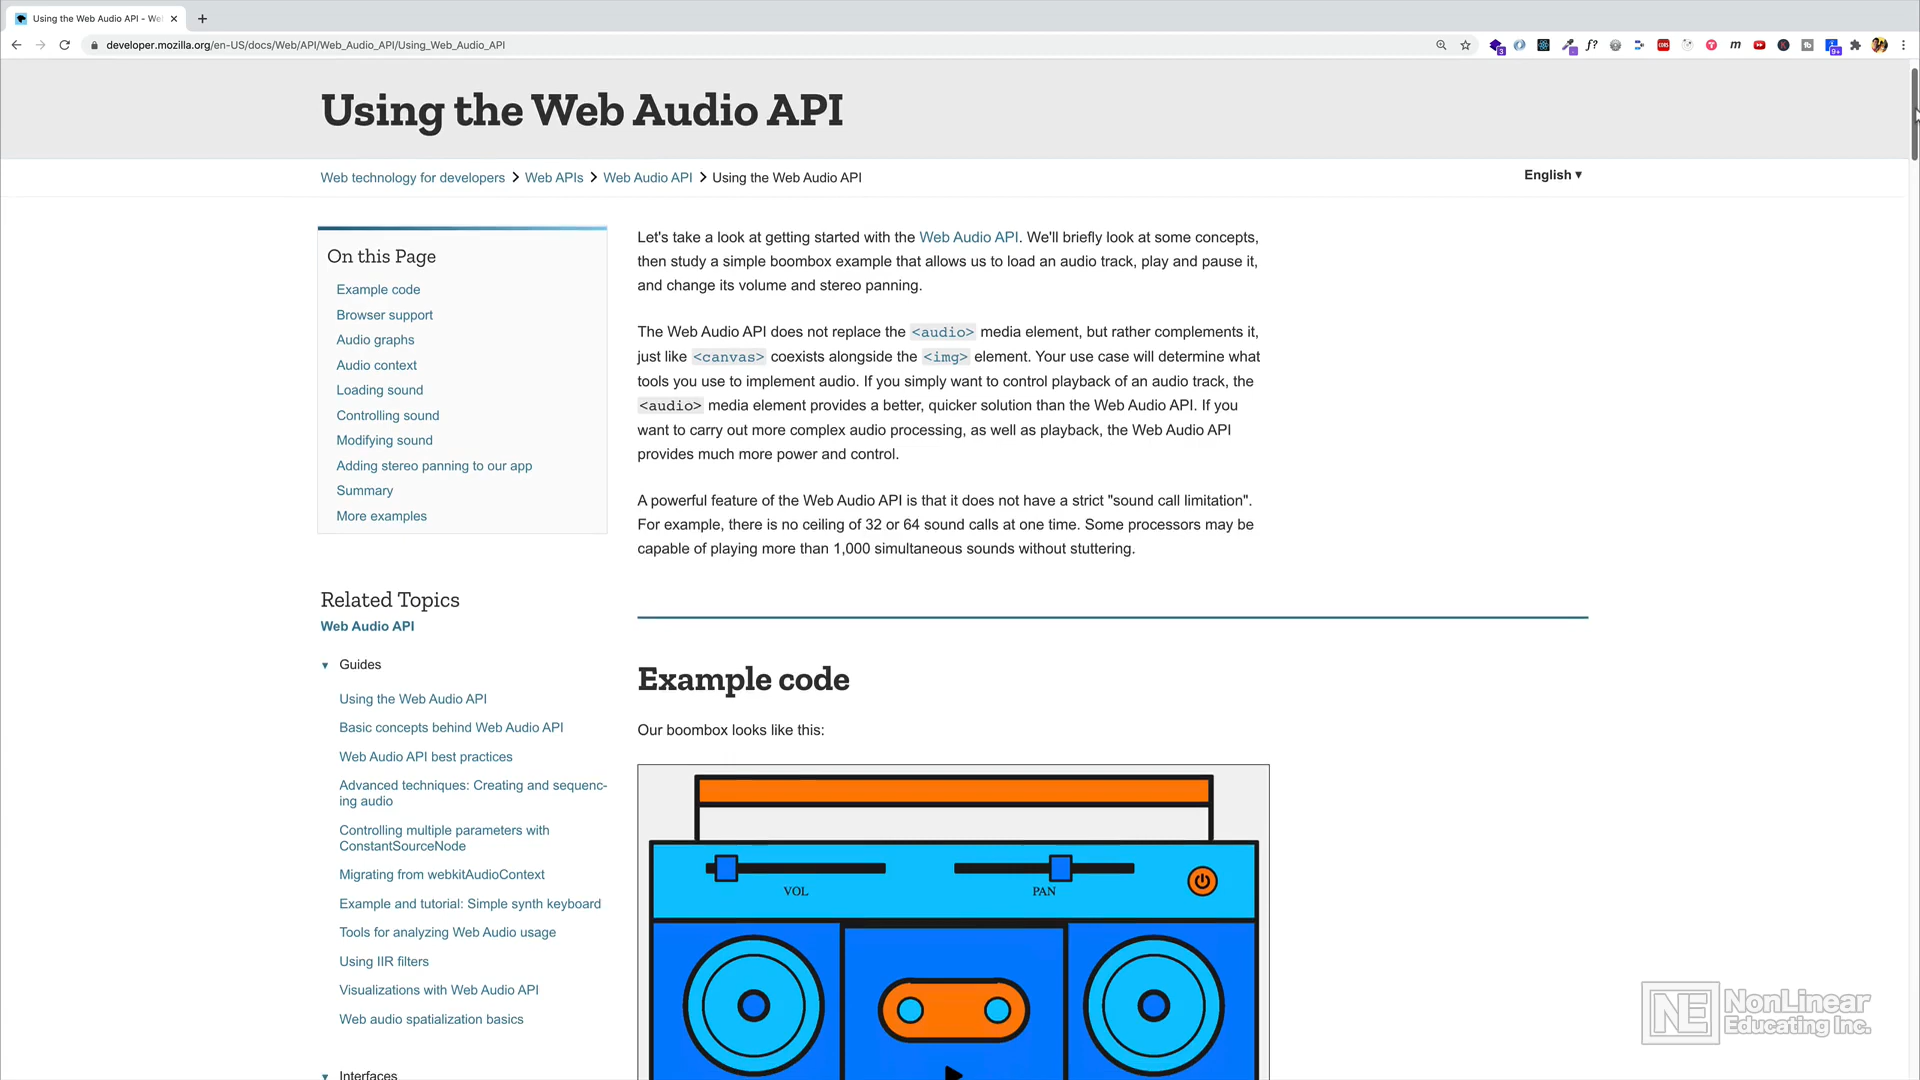 Using the Web Audio API - We
developer.mozilla.org/en-US/docs/Web/API/Web_Audio_API/Using_Web_Audio_API
Using the Web Audio API
Web technology for developers > Web APIs > Web Audio API > Using the Web Audio API
English ▾
On this Page
Example code
Browser support
Audio graphs
Audio context
Loading sound
Controlling sound
Modifying sound
Adding stereo panning to our app
Summary
More examples
Related Topics
Web Audio API
Guides
Using the Web Audio API
Basic concepts behind Web Audio API
Web Audio API best practices
Advanced techniques: Creating and sequenc-
ing audio
Controlling multiple parameters with
ConstantSourceNode
Migrating from webkitAudioContext
Example and tutorial: Simple synth keyboard
Tools for analyzing Web Audio usage
Using IIR filters
Visualizations with Web Audio API
Web audio spatialization basics
Interfaces
Let's take a look at getting started with the Web Audio API. We'll briefly look at some concepts,
then study a simple boombox example that allows us to load an audio track, play and pause it,
and change its volume and stereo panning.
The Web Audio API does not replace the <audio> media element, but rather complements it,
just like <canvas> coexists alongside the <img> element. Your use case will determine what
tools you use to implement audio. If you simply want to control playback of an audio track, the
<audio> media element provides a better, quicker solution than the Web Audio API. If you
want to carry out more complex audio processing, as well as playback, the Web Audio API
provides much more power and control.
A powerful feature of the Web Audio API is that it does not have a strict "sound call limitation".
For example, there is no ceiling of 32 or 64 sound calls at one time. Some processors may be
capable of playing more than 1,000 simultaneous sounds without stuttering.
Example code
Our boombox looks like this:
VOL
PAN
NE NonLinear
Educating Inc.